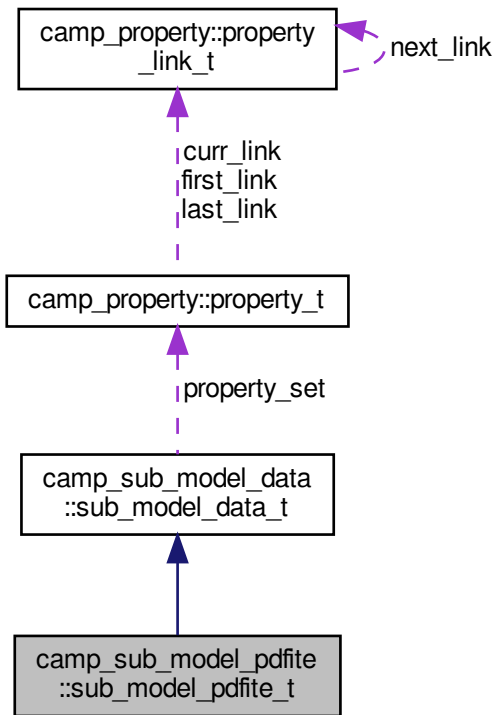 camp_property::property
_link_t
next_link
curr_link
first_link
last_link
camp_property::property_t
property_set
camp_sub_model_data
::sub_model_data_t
camp_sub_model_pdfite
::sub_model_pdfite_t